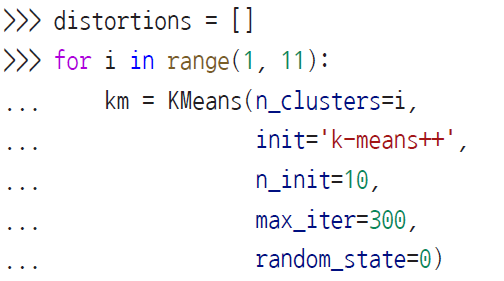 >>> distortions = []
>>> for i in range(1, 11):
...     km = KMeans(n_clusters=i,
...                 init='k-means++',
...                 n_init=10,
...                 max_iter=300,
...                 random_state=0)